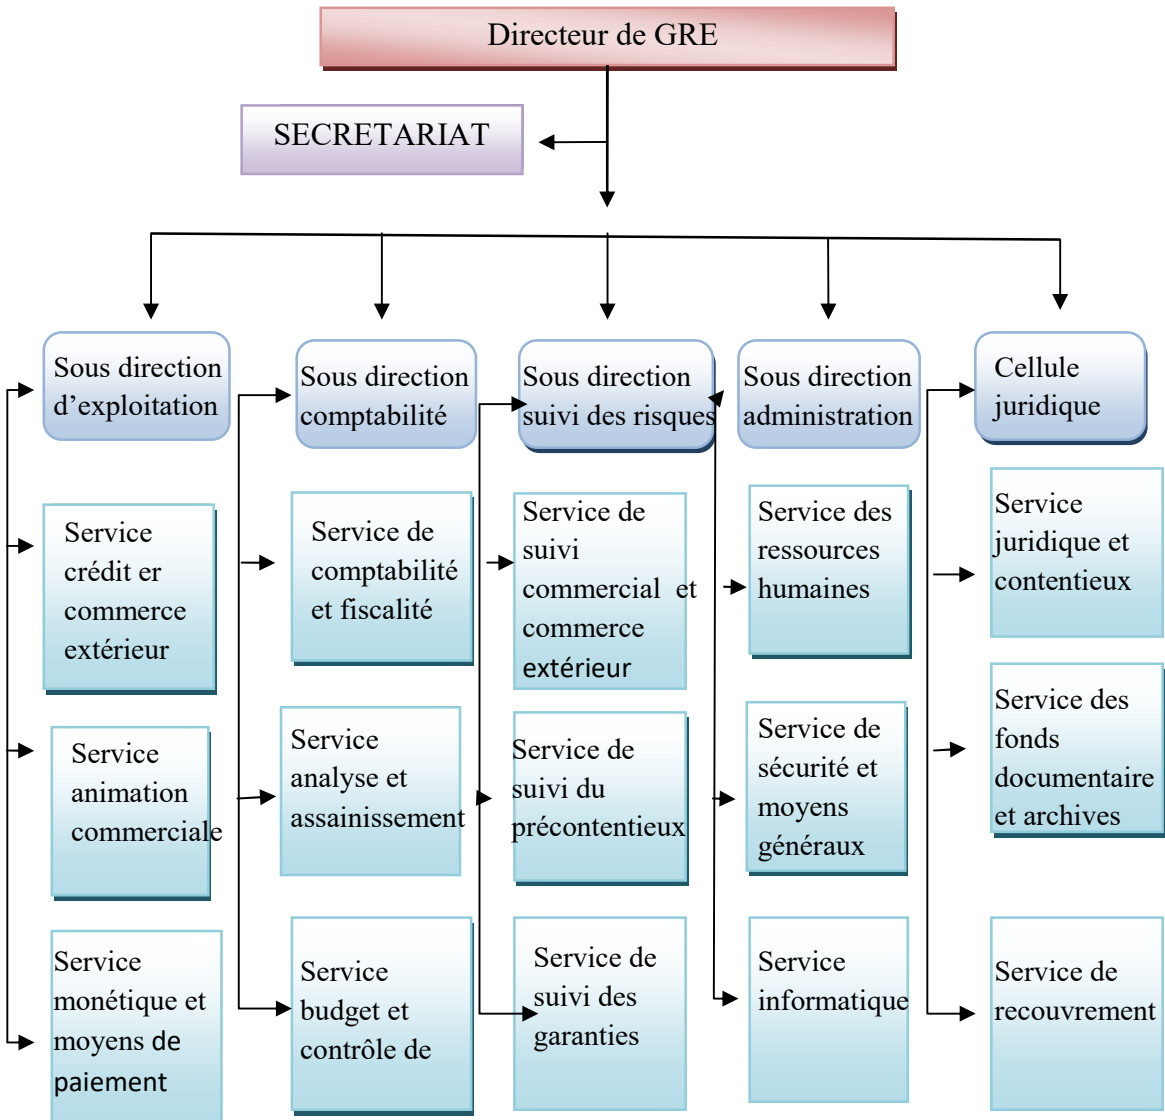 Directeur de GRE
SECRETARIAT
Sous direction
d’exploitation
Sous direction
comptabilité
Sous direction
suivi des risques
Sous direction
administration
Cellule
juridique
Service
crédit er
commerce
extérieur
Service de
comptabilité
et fiscalité
Service de
suivi
commercial et
commerce
extérieur
Service des
ressources
humaines
Service
juridique et
contentieux
Service
animation
commerciale
Service
analyse et
assainissement
Service de
suivi du
précontentieux
Service de
sécurité et
moyens
généraux
Service des
fonds
documentaire
et archives
Service
monétique et
moyens de
paiement
Service
budget et
contrôle de
Service de
suivi des
garanties
Service
informatique
Service de
recouvrement